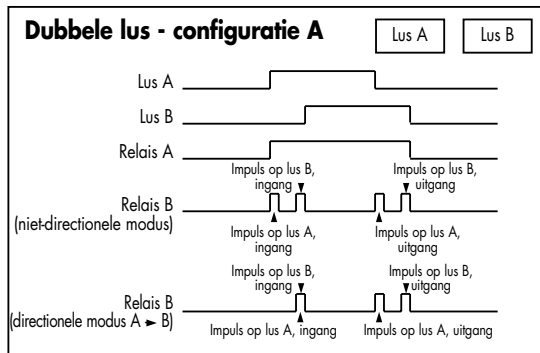 Dubbele lus - configuratie A
Lus A
Lus B
Lus A
Lus B
Relais A
Impuls op lus B,
ingang
Impuls op lus B,
uitgang
Relais B
(niet-directionele modus)
Impuls op lus A,
ingang
Impuls op lus A,
uitgang
Impuls op lus B,
ingang
Impuls op lus B,
uitgang
Relais B
(directionele modus A ► B)
Impuls op lus A, ingang
Impuls op lus A, uitgang